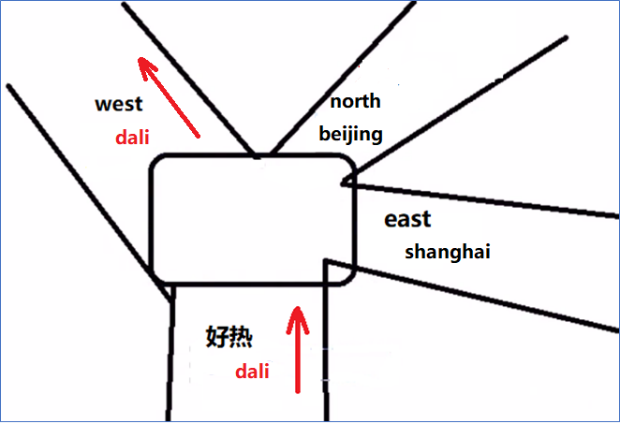 north
west
beijing
dali
east
shanghai
好热
dali